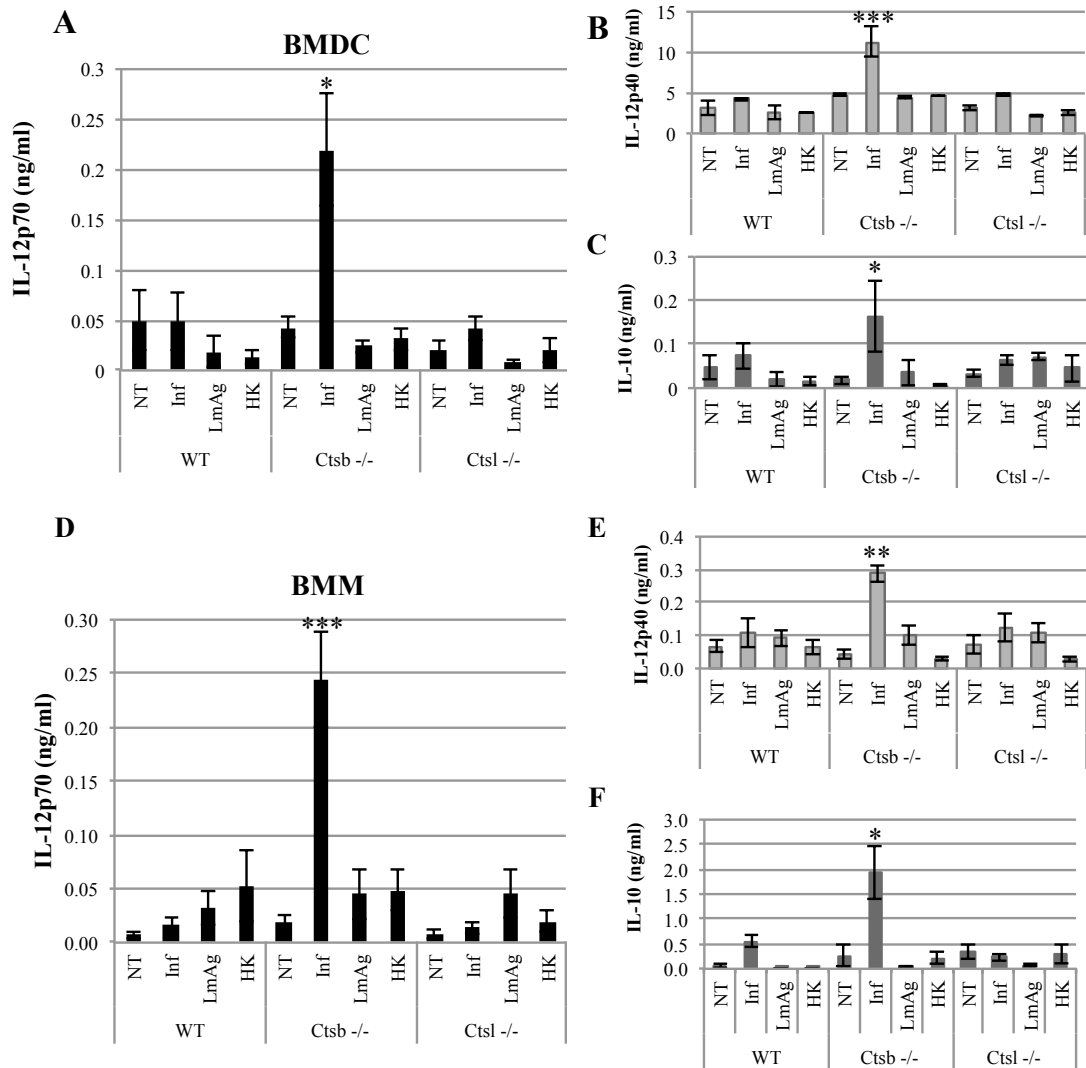 A
BMDC
IL-12p70 (ng/ml)
0.3
0.25
0.2
0.15
0.1
0.05
0
*
NT Inf LmAg HK NT Inf LmAg HK NT Inf LmAg HK
WT Ctsb -/- Ctsl -/-
B
IL-12p40 (ng/ml)
15
10
5
0
***
NT Inf LmAg HK NT Inf LmAg HK NT Inf LmAg HK
WT Ctsb -/- Ctsl -/-
C
IL-10 (ng/ml)
0.3
0.2
0.1
0
*
NT Inf LmAg HK NT Inf LmAg HK NT Inf LmAg HK
WT Ctsb -/- Ctsl -/-
D
BMM
IL-12p70 (ng/ml)
0.30
0.25
0.20
0.15
0.10
0.05
0.00
***
NT Inf LmAg HK NT Inf LmAg HK NT Inf LmAg HK
WT Ctsb -/- Ctsl -/-
E
IL-12p40 (ng/ml)
0.4
0.3
0.2
0.1
0.0
**
NT Inf LmAg HK NT Inf LmAg HK NT Inf LmAg HK
WT Ctsb -/- Ctsl -/-
F
IL-10 (ng/ml)
3.0
2.5
2.0
1.5
1.0
0.5
0.0
*
NT Inf LmAg HK NT Inf LmAg HK NT Inf LmAg HK
WT Ctsb -/- Ctsl -/-